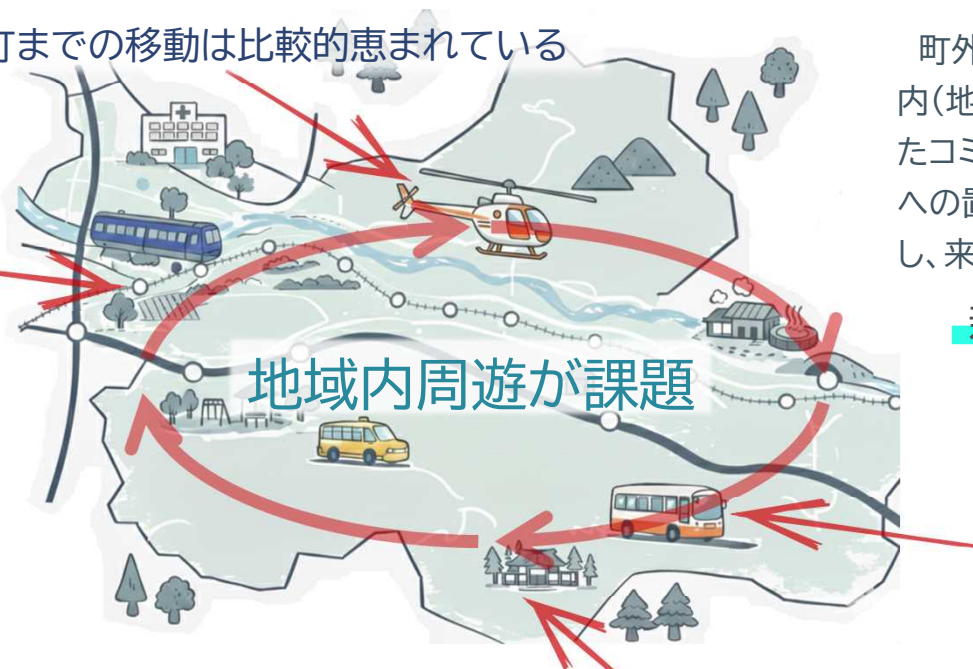 町までの移動は比較的恵まれている
町外
内(地
たコミ
への
し、来
地域内周遊が課題